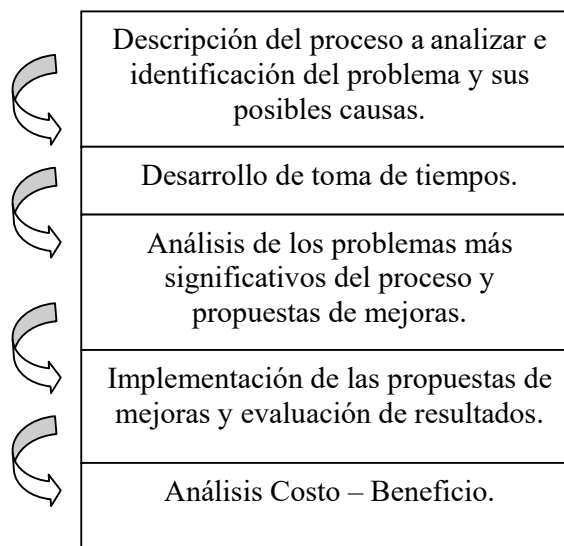 Descripción del proceso a analizar e
identificación del problema y sus
posibles causas.
Desarrollo de toma de tiempos.
Análisis de los problemas más
significativos del proceso y
propuestas de mejoras.
Implementación de las propuestas de
mejoras y evaluación de resultados.
Análisis Costo – Beneficio.